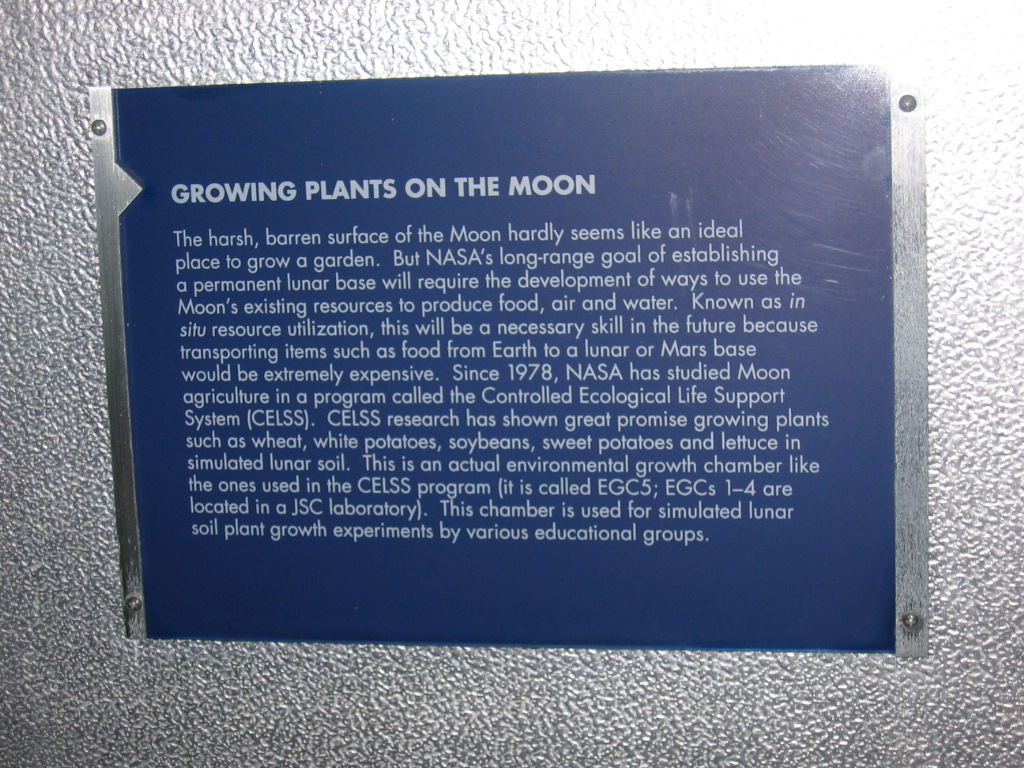 GROWING PLANTS ON THE MOON
The harsh, barren surface of the Moon hardly seems like an ideal
place to grow a garden.  But NASA's long-range goal of establishing
a permanent lunar base will require the development of ways to use the
Moon's existing resources to produce food, air and water.  Known as in
situ resource utilization, this will be a necessary skill in the future because
transporting items such as food from Earth to a lunar or Mars base
would be extremely expensive.  Since 1978, NASA has studied Moon
agriculture in a program called the Controlled Ecological Life Support
System (CELSS).  CELSS research has shown great promise growing plants
such as wheat, white potatoes, soybeans, sweet potatoes and lettuce in
simulated lunar soil.  This is an actual environmental growth chamber like
the ones used in the CELSS program (it is called EGC5; EGCs 1–4 are
located in a JSC laboratory).  This chamber is used for simulated lunar
soil plant growth experiments by various educational groups.